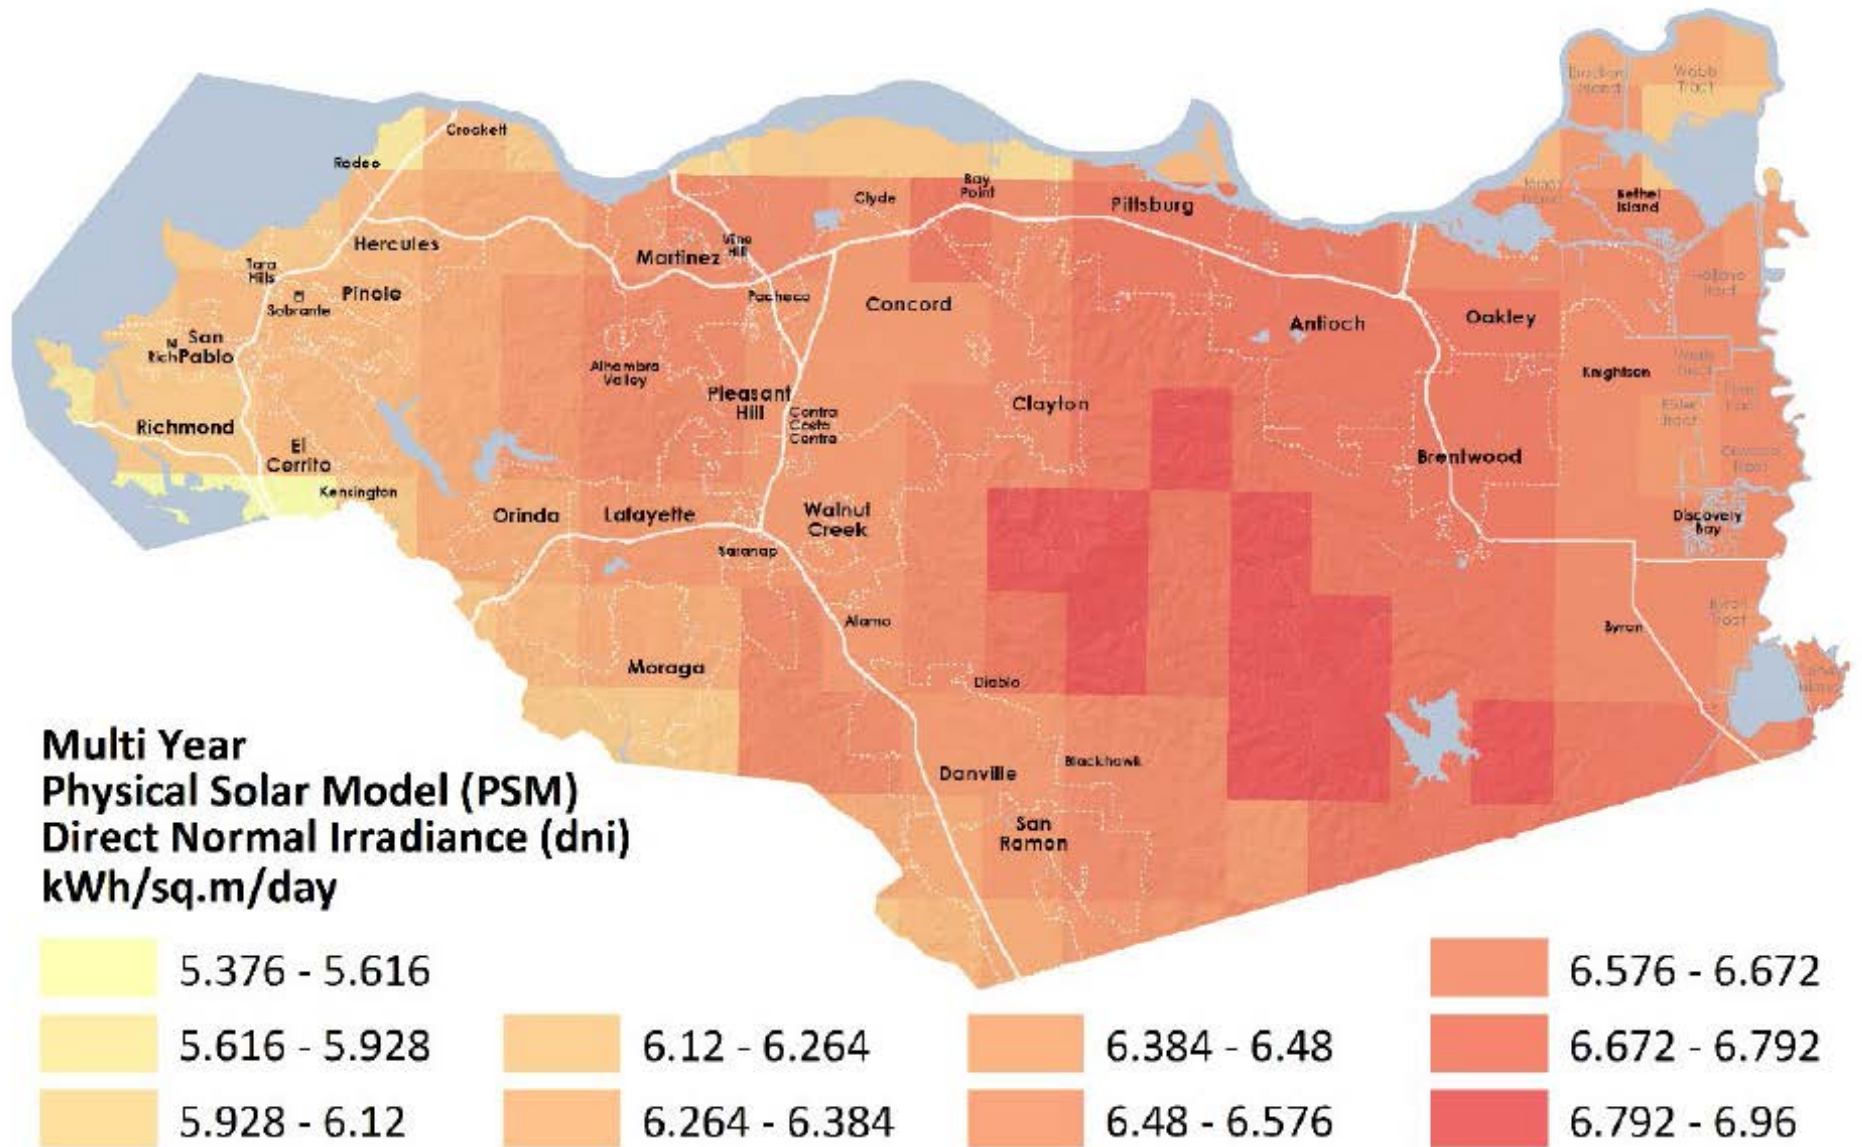 Webb
Tract
Crockett
Rodeo
Bay
Point
Clyde
Pittsburg
Bethel
Island
Hercules
Martinez
Vine
Hill
Tara
Hills
Pinole
Sobrante
Pacheco
Concord
Antioch
Oakley
San
Pablo
Rich
Alhambra
Valley
Knightsen
Pleasant
Hill
Clayton
Contra
Costa
Centre
Richmond
El
Cerrito
Brentwood
Kensington
Orinda
Lafayette
Walnut
Creek
Discovery
Bay
Saranap
Alamo
Byron
Moraga
Diablo
Danville
Blackhawk
San
Ramon
Multi Year
Physical Solar Model (PSM)
Direct Normal Irradiance (dni)
kWh/sq.m/day
5.376 - 5.616
5.616 - 5.928
5.928 - 6.12
6.12 - 6.264
6.264 - 6.384
6.384 - 6.48
6.48 - 6.576
6.576 - 6.672
6.672 - 6.792
6.792 - 6.96